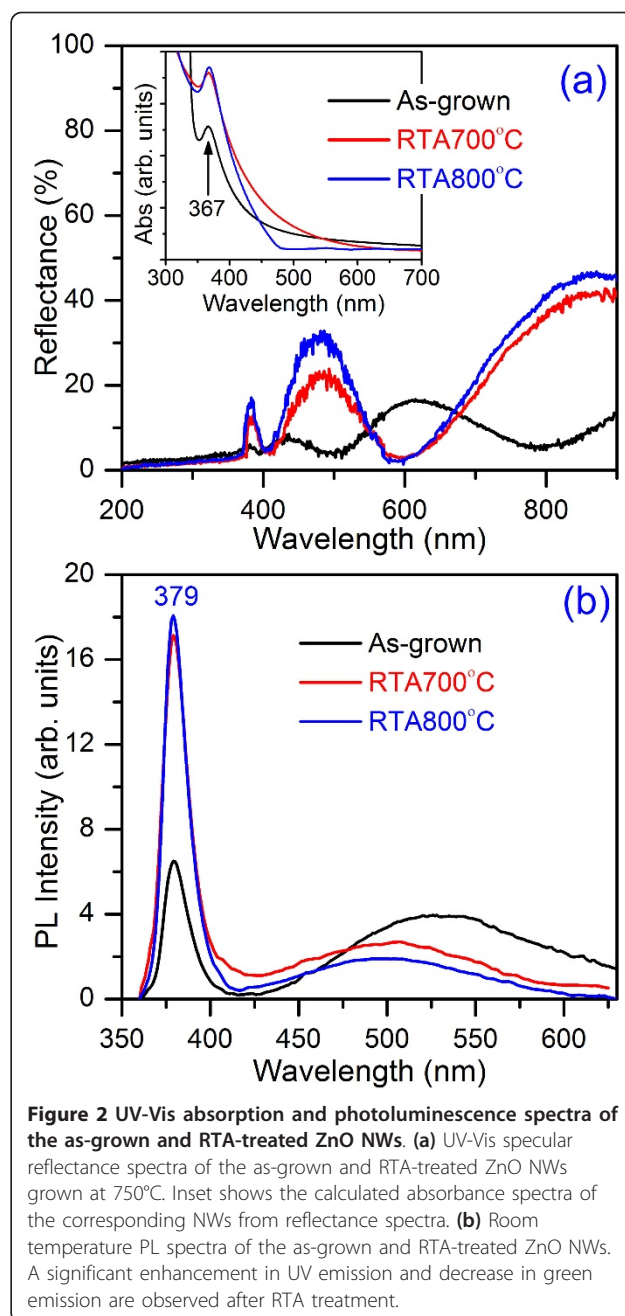 100
80
60
40
20
0
Reflectance (%)
(a)
As-grown
RTA700°C
RTA800°C
Abs (arb. units)
367
300 400 500 600 700
Wavelength (nm)
200 400 600 800
Wavelength (nm)
20
16
12
8
4
0
PL Intensity (arb. units)
379
(b)
As-grown
RTA700°C
RTA800°C
350 400 450 500 550 600
Wavelength (nm)
Figure 2 UV-Vis absorption and photoluminescence spectra of
the as-grown and RTA-treated ZnO NWs. (a) UV-Vis specular
reflectance spectra of the as-grown and RTA-treated ZnO NWs
grown at 750°C. Inset shows the calculated absorbance spectra of
the corresponding NWs from reflectance spectra. (b) Room
temperature PL spectra of the as-grown and RTA-treated ZnO NWs.
A significant enhancement in UV emission and decrease in green
emission are observed after RTA treatment.